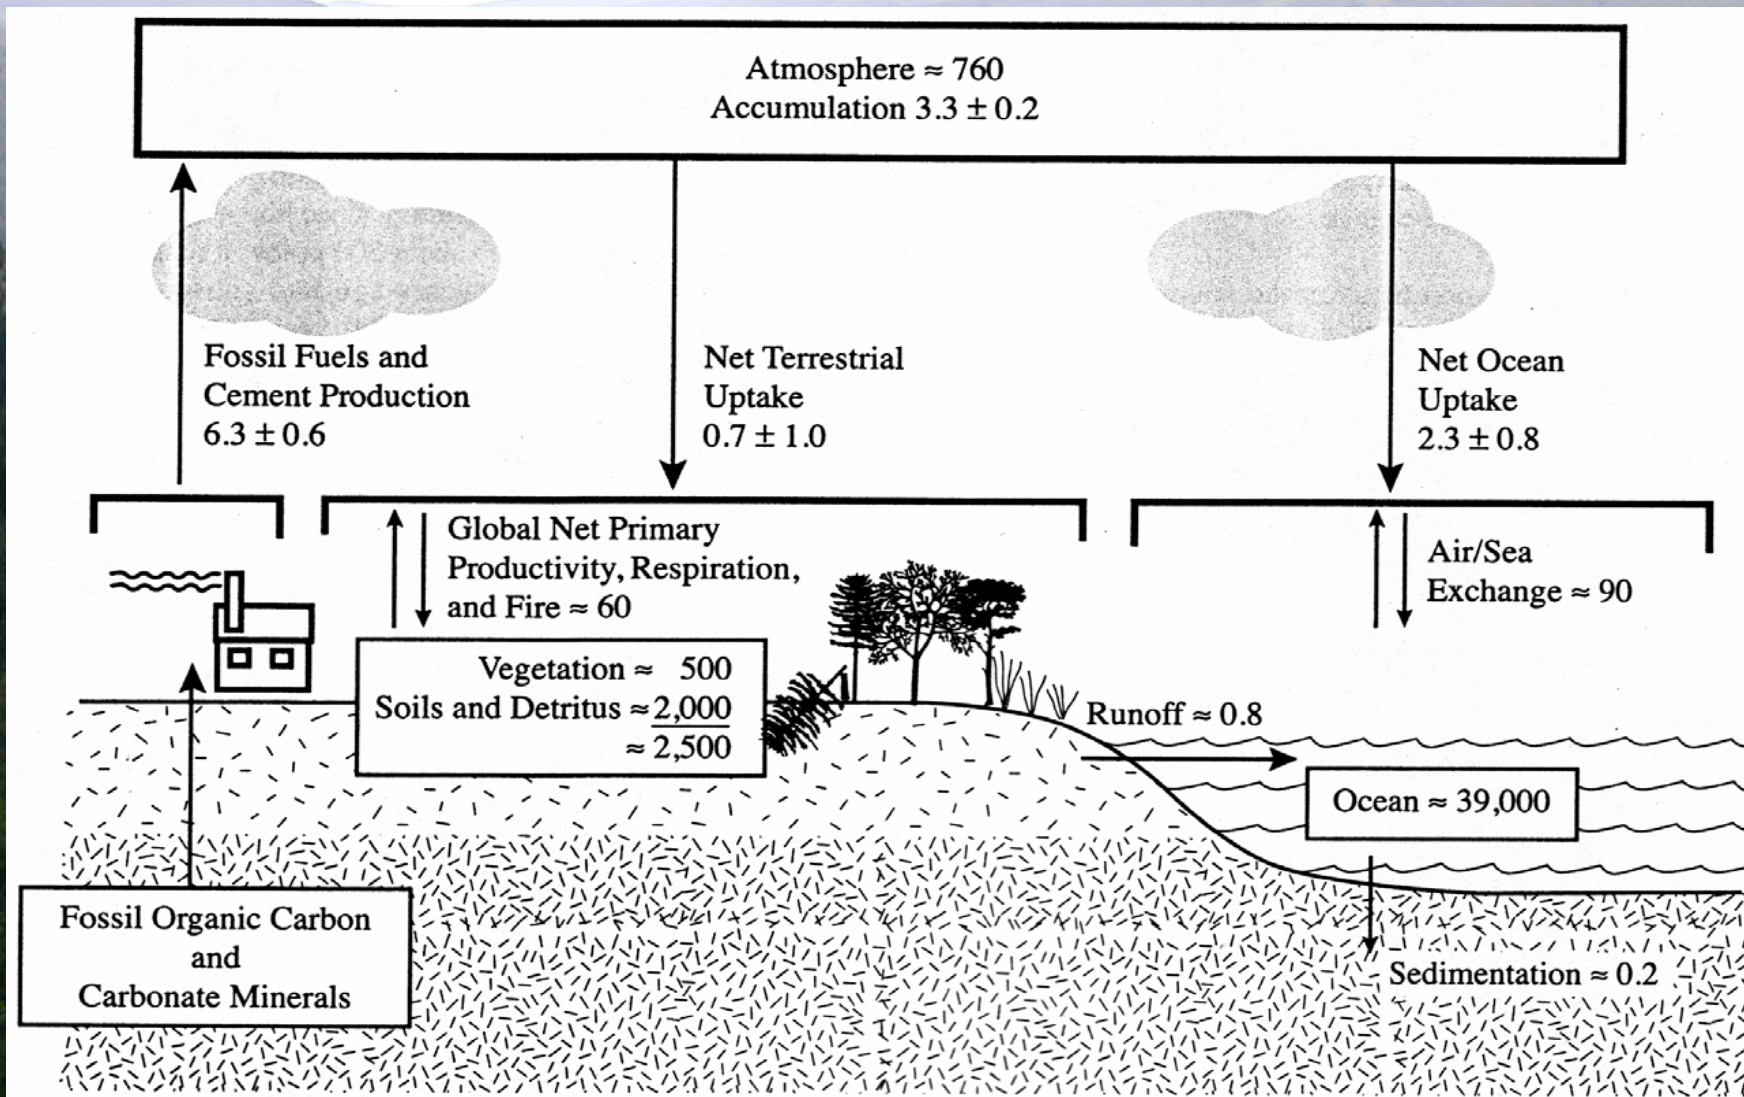 Atmosphere ≈ 760
Accumulation 3.3 ± 0.2
Fossil Fuels and
Cement Production
6.3 ± 0.6
Net Terrestrial
Uptake
0.7 ± 1.0
Net Ocean
Uptake
2.3 ± 0.8
Global Net Primary
Productivity, Respiration,
and Fire ≈ 60
Air/Sea
Exchange ≈ 90
Vegetation ≈ 500
Soils and Detritus ≈ 2,000
≈ 2,500
Runoff ≈ 0.8
Ocean ≈ 39,000
Fossil Organic Carbon
and
Carbonate Minerals
Sedimentation ≈ 0.2